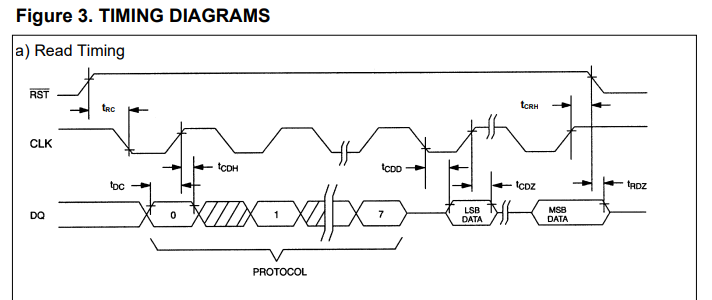 Figure 3. TIMING DIAGRAMS
a) Read Timing
RST
tRC
tCRH
CLK
tCDH
tCDD
tDC
tCDZ
tRDZ
DQ
0
1
7
LSB
DATA
MSB
DATA
PROTOCOL